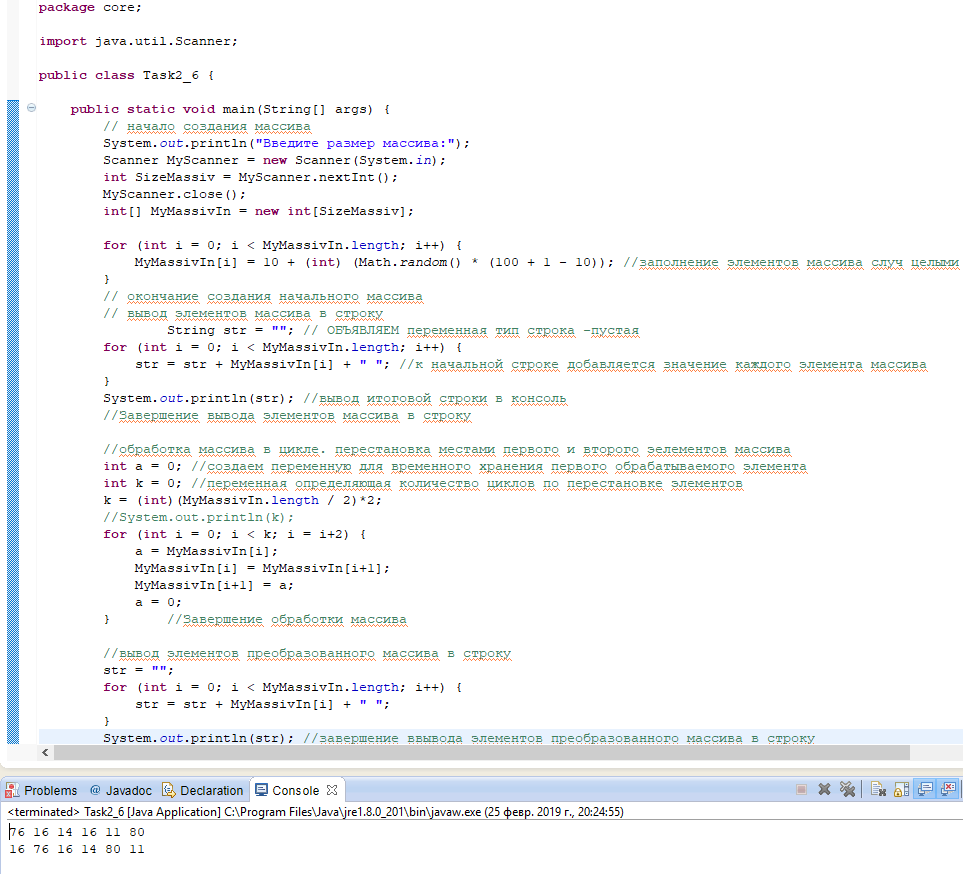 package core;
import java.util.Scanner;
public class Task2_6 {
public static void main(String[] args) {
// начало создания массива
System.out.println("Введите размер массива:");
Scanner MyScanner = new Scanner(System.in);
int SizeMassiv = MyScanner.nextInt();
MyScanner.close();
int[] MyMassivIn = new int[SizeMassiv];
for (int i = 0; i < MyMassivIn.length; i++) {
MyMassivIn[i] = 10 + (int) (Math.random() * (100 + 1 - 10)); //заполнение элементов массива случ целыми
}
// окончание создания начального массива
// вывод элементов массива в строку
String str = ""; // ОБЪЯВЛЯЕМ переменная тип строка -пустая
for (int i = 0; i < MyMassivIn.length; i++) {
str = str + MyMassivIn[i] + " "; //к начальной строке добавляется значение каждого элемента массива
}
System.out.println(str); //вывод итоговой строки в консоль
//Завершение вывода элементов массива в строку
//обработка массива в цикле. перестановка местами первого и второго эелементов массива
int a = 0; //создаем переменную для временного хранения первого обрабатываемого элемента
int k = 0; //переменная определяющая количество циклов по перестановке элементов
k = (int)(MyMassivIn.length / 2)*2;
//System.out.println(k);
for (int i = 0; i < k; i = i+2) {
a = MyMassivIn[i];
MyMassivIn[i] = MyMassivIn[i+1];
MyMassivIn[i+1] = a;
a = 0;
} //Завершение обработки массива
//вывод элементов преобразованного массива в строку
str = "";
for (int i = 0; i < MyMassivIn.length; i++) {
str = str + MyMassivIn[i] + " ";
}
System.out.println(str); //завершение ввывода элементов преобразованного массива в строку
Problems @ Javadoc Declaration Console
<terminated> Task2_6 [Java Application] C:\Program Files\Java\jre1.8.0_201\bin\javaw.exe (25 февр. 2019 г., 20:24:55)
76 16 14 16 11 80
16 76 16 14 80 11